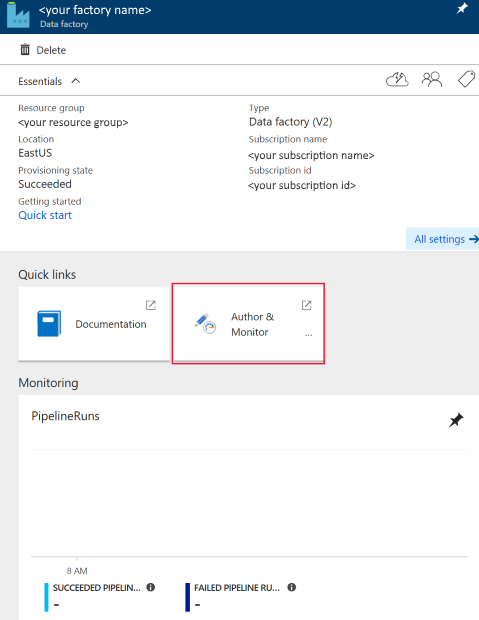 <your factory name>
Data factory
Delete
Essentials
Resource group
<your resource group>
Type
Data factory (V2)
Location
EastUS
Subscription name
<your subscription name>
Provisioning state
Succeeded
Subscription id
<your subscription id>
Getting started
Quick start
All settings
Quick links
Documentation
Author &
Monitor
...
Monitoring
PipelineRuns
8 AM
SUCCEEDED PIPELIN...
-
FAILED PIPELINE RU...
-